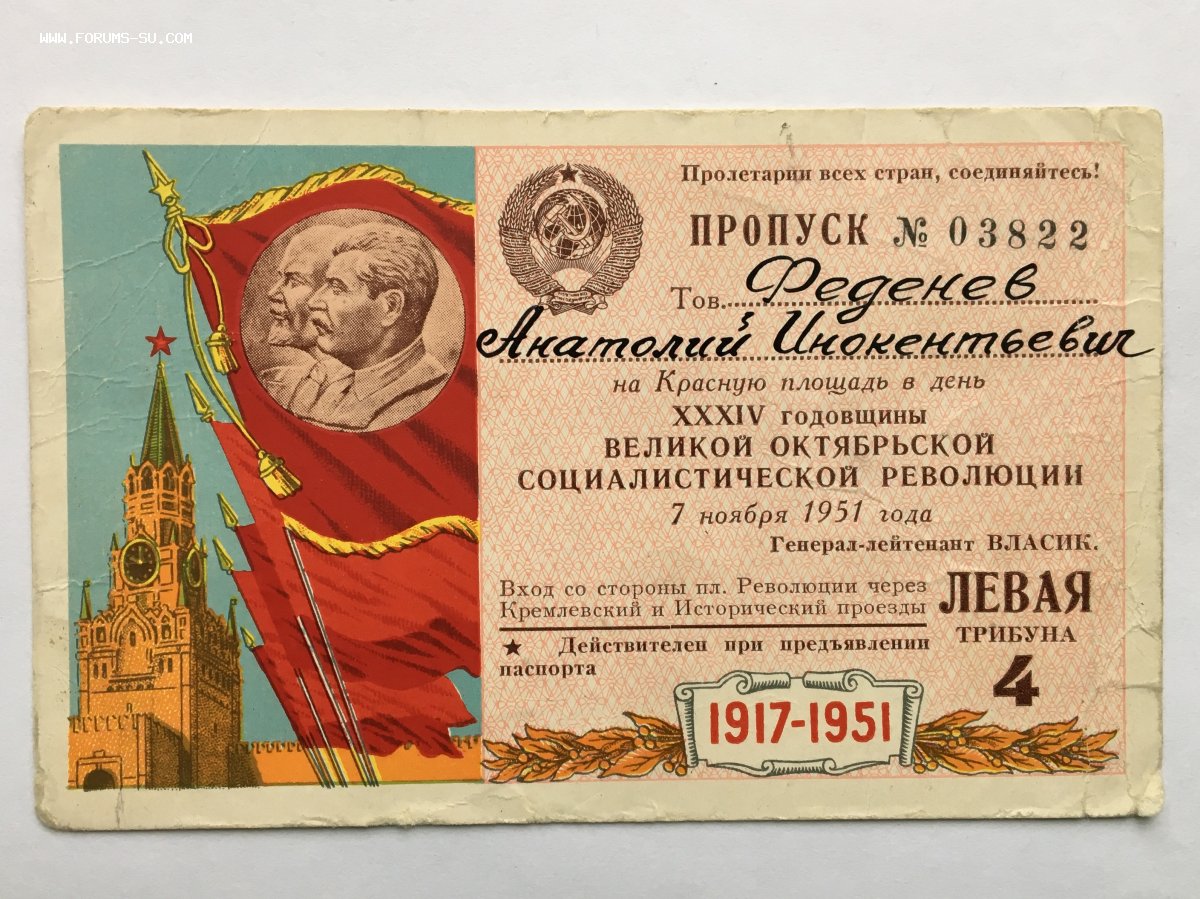 WWW.FORUMS-SU.COM
Пролетарии всех стран, соединяйтесь!
ПРОПУСК № 03822
Тов. Феденев
Анатолий Инокентьевич
на Красную площадь в день
XXXIV годовщины
ВЕЛИКОЙ ОКТЯБРЬСКОЙ
СОЦИАЛИСТИЧЕСКОЙ РЕВОЛЮЦИИ
7 ноября 1951 года
Генерал-лейтенант ВЛАСИК.
Вход со стороны пл. Революции через
Кремлевский и Исторический проезды
★ Действителен при предъявлении
паспорта
ЛЕВАЯ
ТРИБУНА
4
1917-1951